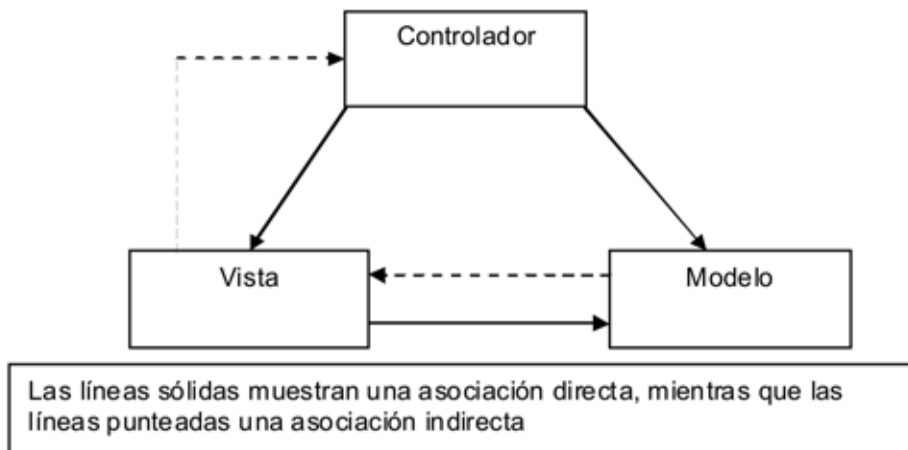 Controlador
Vista
Modelo
Las líneas sólidas muestran una asociación directa, mientras que las
líneas punteadas una asociación indirecta